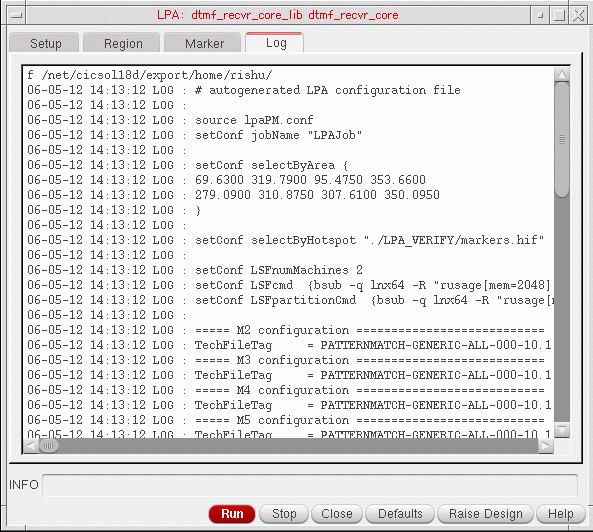 LPA: dtmf_recvr_core_lib dtmf_recvr_core
Setup Region Marker Log
f /net/cicsol18d/export/home/rishu/
06-05-12 14:13:12 LOG : # autogenerated LPA configuration file
06-05-12 14:13:12 LOG :
06-05-12 14:13:12 LOG : source lpaPM.conf
06-05-12 14:13:12 LOG : setConf jobName "LPAJob"
06-05-12 14:13:12 LOG :
06-05-12 14:13:12 LOG : setConf selectByArea {
06-05-12 14:13:12 LOG : 69.6300 319.7900 95.4750 353.6600
06-05-12 14:13:12 LOG : 279.0900 310.8750 307.6100 350.0950
06-05-12 14:13:12 LOG : }
06-05-12 14:13:12 LOG :
06-05-12 14:13:12 LOG : setConf selectByHotspot "./LPA_VERIFY/markers.hif"
06-05-12 14:13:12 LOG :
06-05-12 14:13:12 LOG : setConf LSFnumMachines 2
06-05-12 14:13:12 LOG : setConf LSFcmd {bsub -q lnx64 -R "rusage[mem=2048]
06-05-12 14:13:12 LOG : setConf LSFpartitionCmd {bsub -q lnx64 -R "rusage[m
06-05-12 14:13:12 LOG :
06-05-12 14:13:12 LOG : ===== M2 configuration ===========================
06-05-12 14:13:12 LOG : TechFileTag = PATTERNMATCH-GENERIC-ALL-000-10.1
06-05-12 14:13:12 LOG : ===== M3 configuration ===========================
06-05-12 14:13:12 LOG : TechFileTag = PATTERNMATCH-GENERIC-ALL-000-10.1
06-05-12 14:13:12 LOG : ===== M4 configuration ===========================
06-05-12 14:13:12 LOG : TechFileTag = PATTERNMATCH-GENERIC-ALL-000-10.1
06-05-12 14:13:12 LOG : ===== M5 configuration ===========================
06-05-12 14:13:12 LOG : TechFileTag = PATTERNMATCH-GENERIC-ALL-000-10.1
INFO
Run Stop Close Defaults Raise Design Help